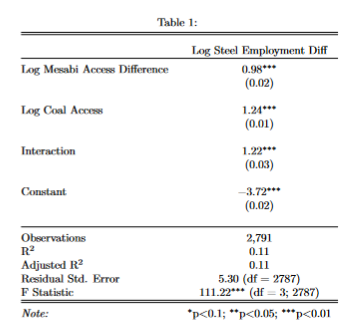 Table 1:
Log Steel Employment Diff
Log Mesabi Access Difference 0.98***
(0.02)
Log Coal Access 1.24***
(0.01)
Interaction 1.22***
(0.03)
Constant −3.72***
(0.02)
Observations 2,791
R² 0.11
Adjusted R² 0.11
Residual Std. Error 5.30 (df = 2787)
F Statistic 111.22*** (df = 3; 2787)
Note: *p<0.1; **p<0.05; ***p<0.01